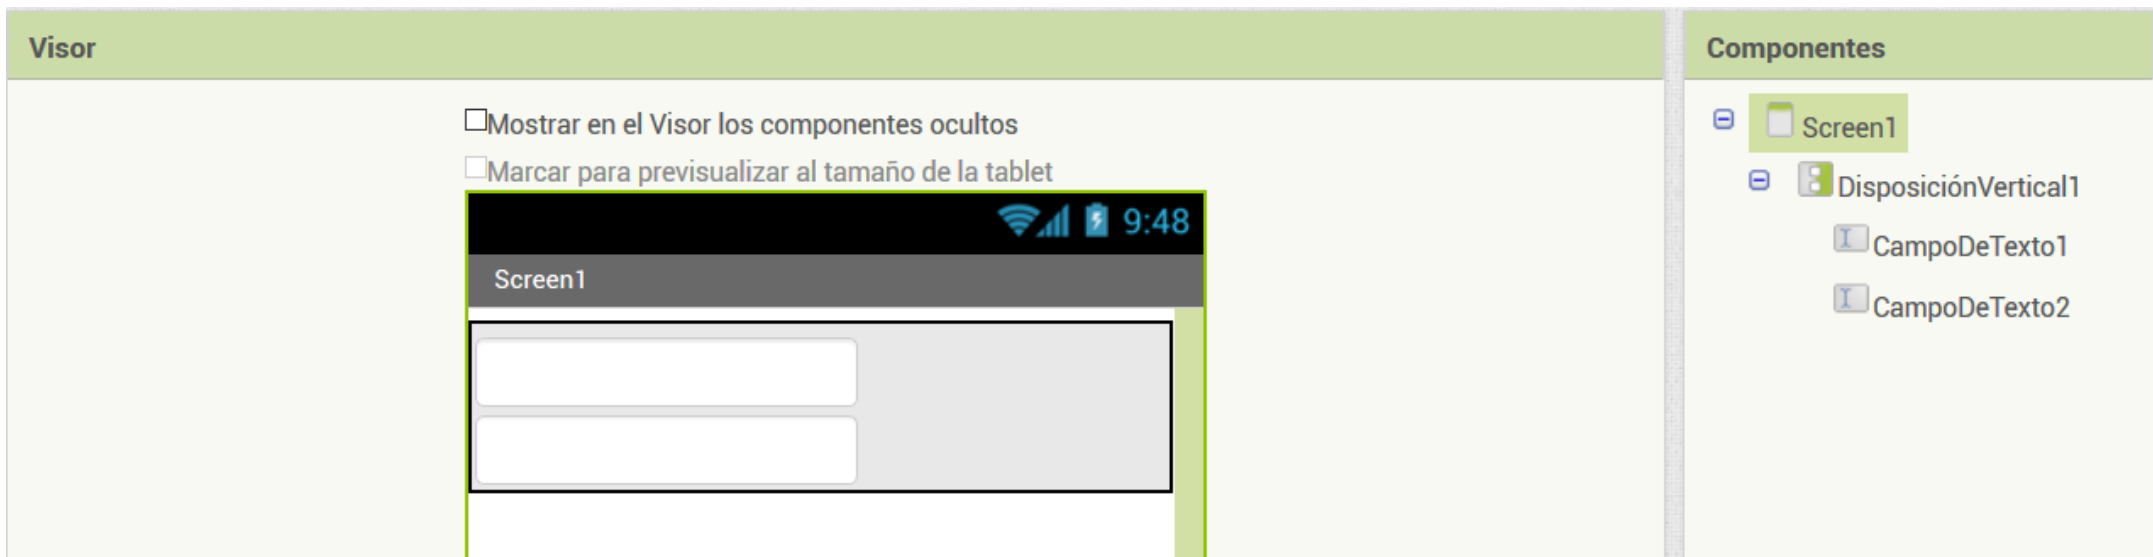 Visor
Mostrar en el Visor los componentes ocultos
Marcar para previsualizar al tamaño de la tablet
9:48
Screen1
Componentes
Screen1
DisposiciónVertical1
CampoDeTexto1
CampoDeTexto2